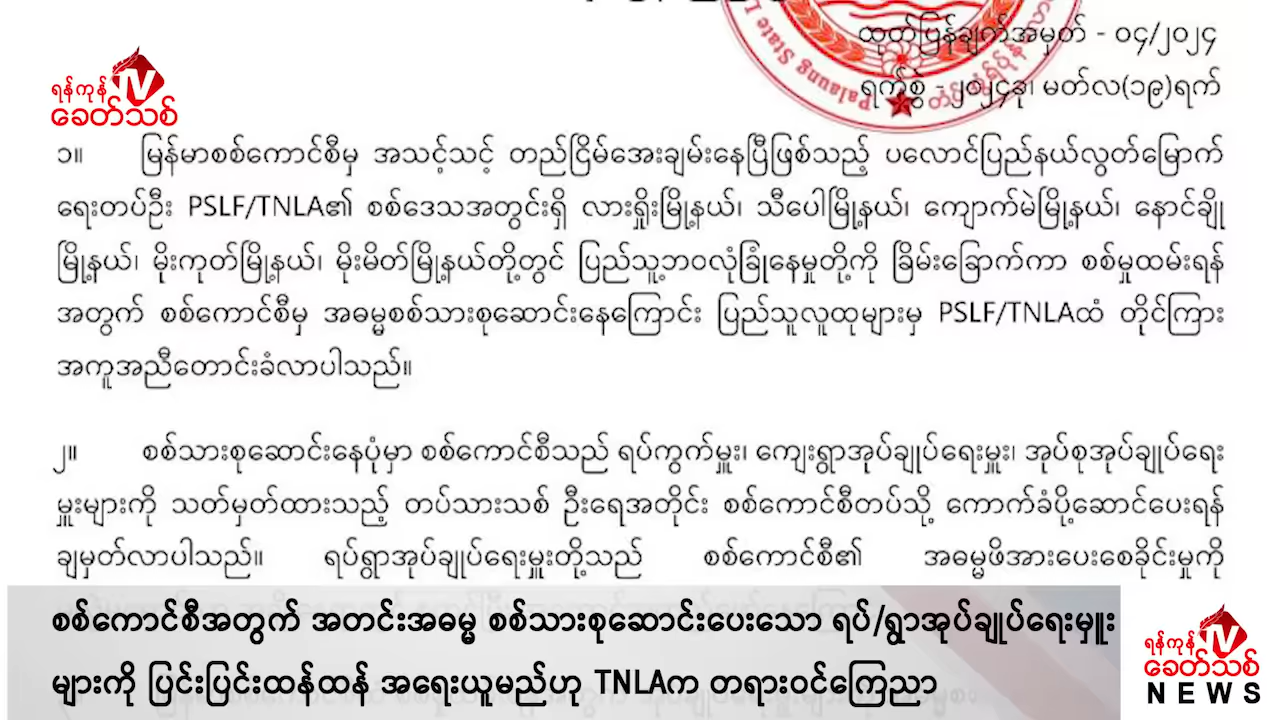 ထုတ်ပြန်ချက်အမှတ် - ၀၄/၂၀၂၄
ရက်စွဲ - ၂၀၂၄ခု၊ မတ်လ(၁၉)ရက်
Palaung State L
ရန်ကုန်
ခေတ်သစ်
TV
၁။ မြန်မာစစ်ကောင်စီမှ အသင့်သင့် တည်ငြိမ်အေးချမ်းနေပြီဖြစ်သည့် ပလောင်ပြည်နယ်လွတ်မြောက်
ရေးတပ်ဦး PSLF/TNLA၏ စစ်ဒေသအတွင်းရှိ လားရှိုးမြို့နယ်၊ သီပေါမြို့နယ်၊ ကျောက်မဲမြို့နယ်၊ နောင်ချို
မြို့နယ်၊ မိုးကုတ်မြို့နယ်၊ မိုးမိတ်မြို့နယ်တို့တွင် ပြည်သူ့ဘဝလုံခြုံနေမှုတို့ကို ခြိမ်းခြောက်ကာ စစ်မှုထမ်းရန်
အတွက် စစ်ကောင်စီမှ အဓမ္မစစ်သားစုဆောင်းနေကြောင်း ပြည်သူလူထုများမှ PSLF/TNLAထံ တိုင်ကြား
အကူအညီတောင်းခံလာပါသည်။
၂။ စစ်သားစုဆောင်းနေပုံမှာ စစ်ကောင်စီသည် ရပ်ကွက်မှူး၊ ကျေးရွာအုပ်ချုပ်ရေးမှူး၊ အုပ်စုအုပ်ချုပ်ရေး
မှူးများကို သတ်မှတ်ထားသည့် တပ်သားသစ် ဦးရေအတိုင်း စစ်ကောင်စီတပ်သို့ ကောက်ခံပို့ဆောင်ပေးရန်
ချမှတ်လာပါသည်။ ရပ်ရွာအုပ်ချုပ်ရေးမှူးတို့သည် စစ်ကောင်စီ၏ အဓမ္မဖိအားပေးစေခိုင်းမှုကို
စစ်ကောင်စီအတွက် အတင်းအဓမ္မ စစ်သားစုဆောင်းပေးသော ရပ်/ရွာအုပ်ချုပ်ရေးမှူး
များကို ပြင်းပြင်းထန်ထန် အရေးယူမည်ဟု TNLAက တရားဝင်ကြေညာ
ရန်ကုန်
ခေတ်သစ်
TV
NEWS